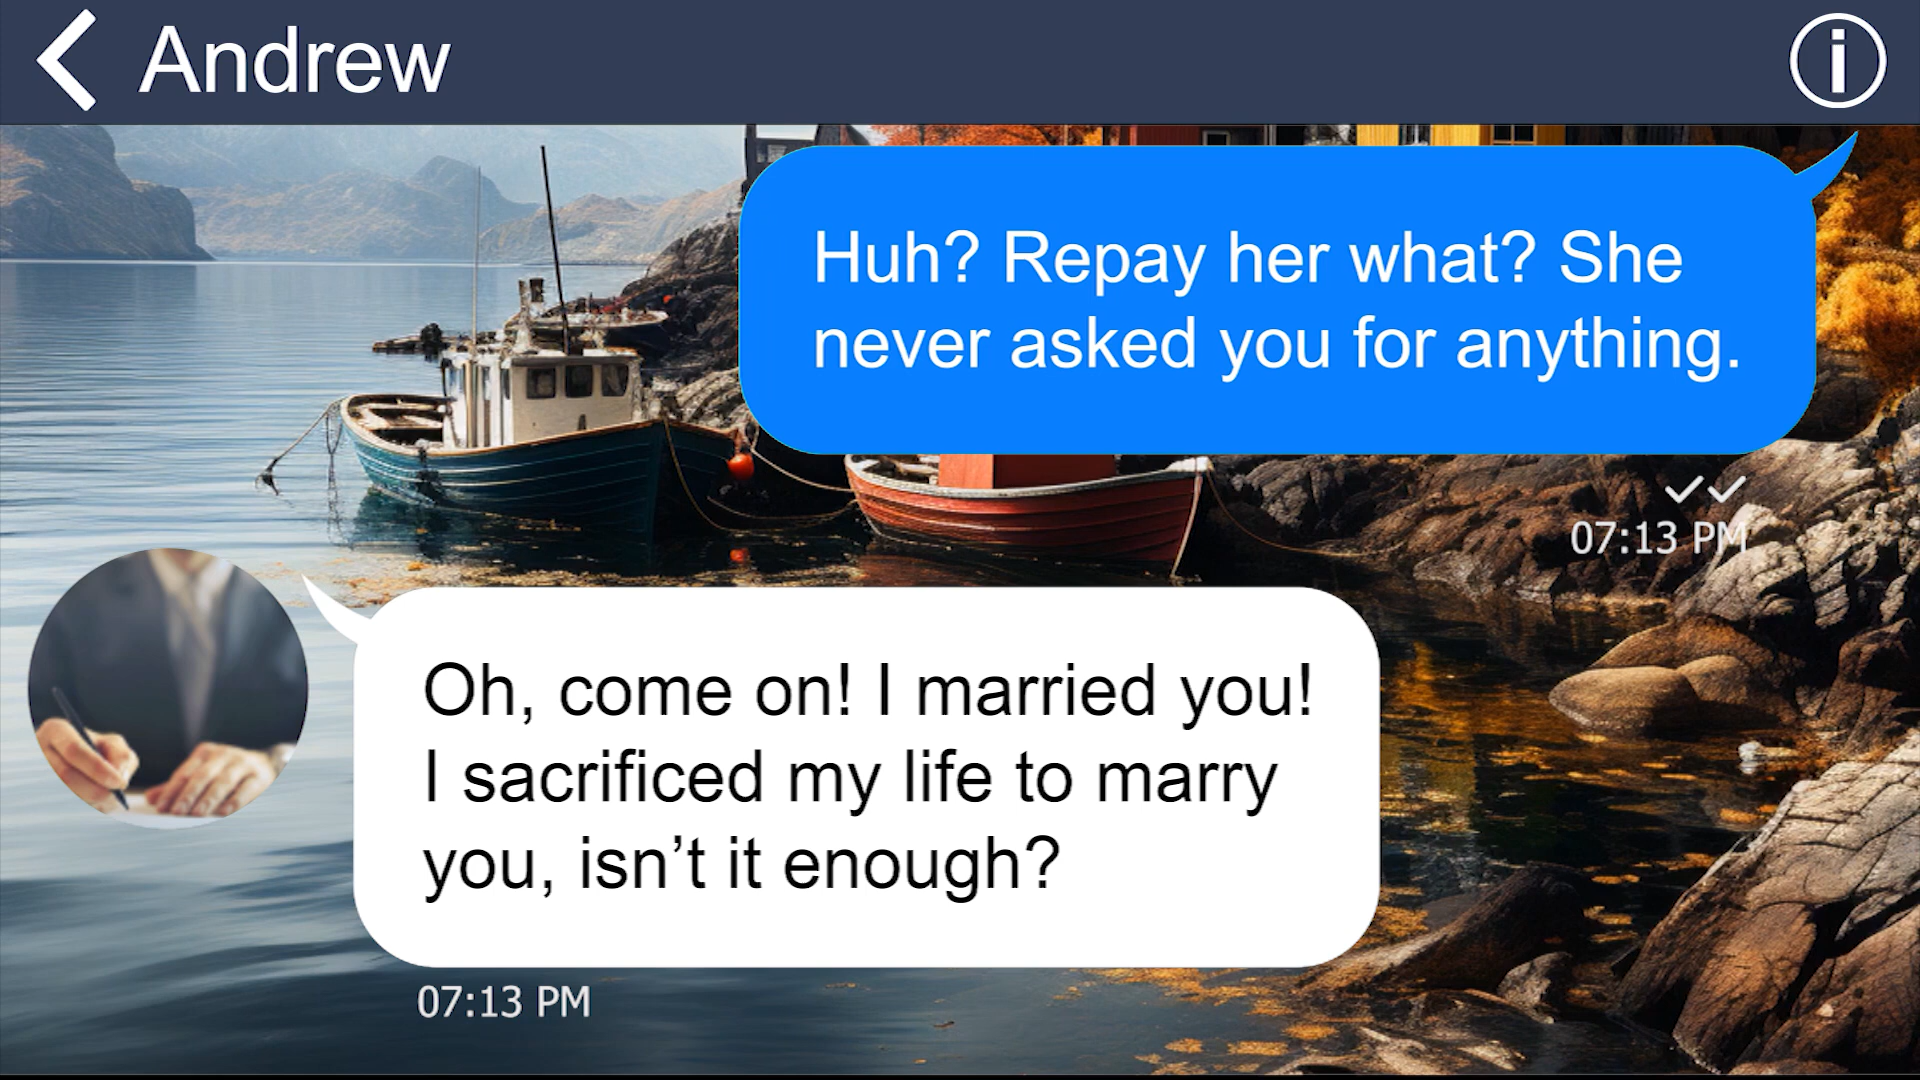 Andrew
Huh? Repay her what? She
never asked you for anything.
07:13 PM
Oh, come on! I married you!
I sacrificed my life to marry
you, isn’t it enough?
07:13 PM